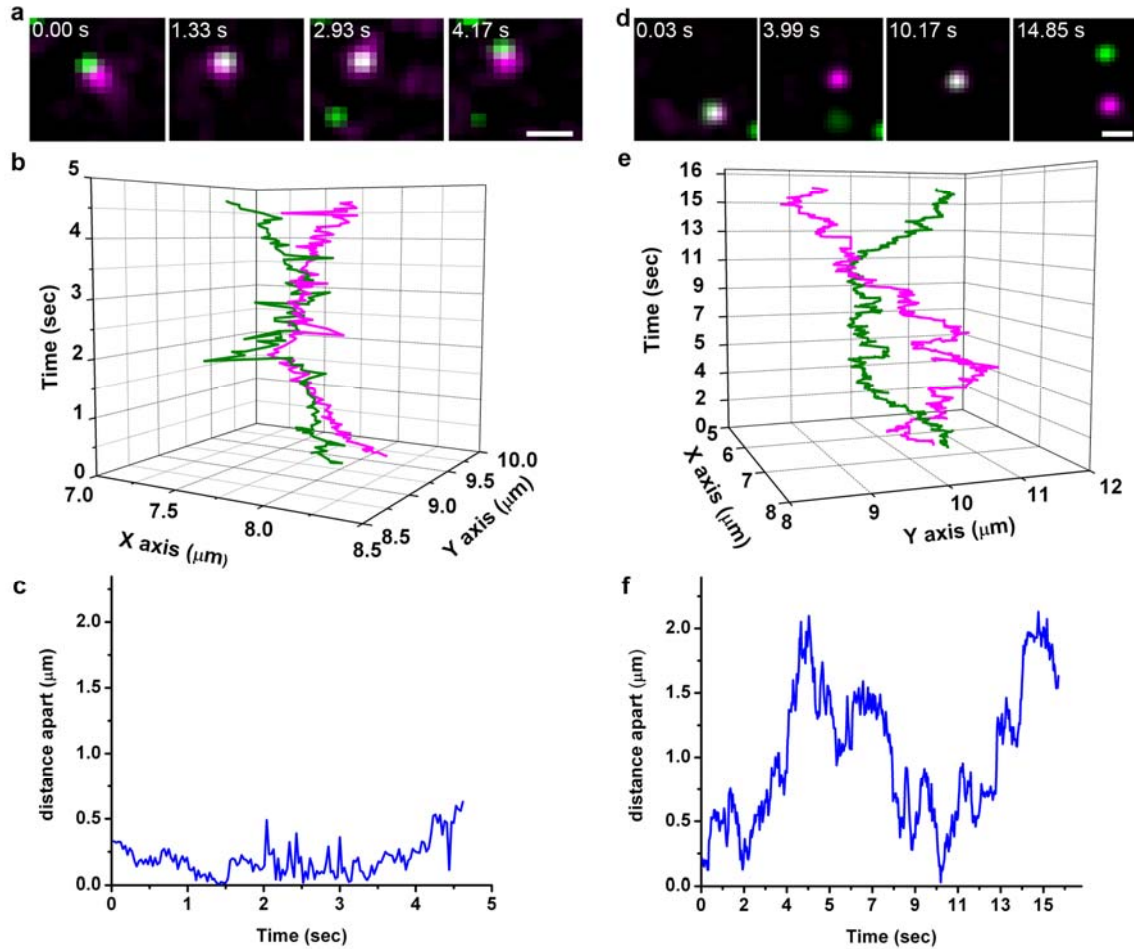 a
0.00 s 1.33 s 2.93 s 4.17 s
b
5
4
3
2
1
0
Time (sec)
7.0 7.5 8.0 8.5
X axis (μm)
8.5 9.0 9.5 10.0
Y axis (μm)
c
2.0
1.5
1.0
0.5
0.0
distance apart (μm)
0 1 2 3 4 5
Time (sec)
d
0.03 s 3.99 s 10.17 s 14.85 s
e
16
15
13
11
9
7
5
4
2
0
Time (sec)
5 6 7 8
X axis (μm)
8 9 10 11 12
Y axis (μm)
f
2.0
1.5
1.0
0.5
0.0
distance apart (μm)
0 2 4 5 7 9 11 13 15
Time (sec)